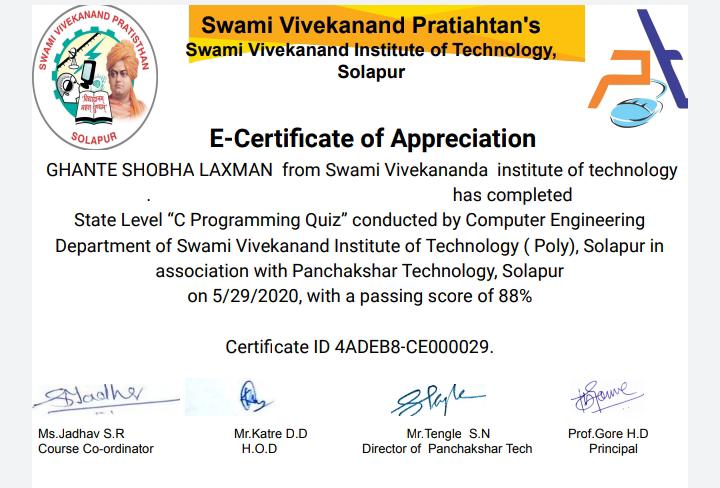 SWAMI VIVEKANAND PRATISTHAN
SOLAPUR
Swami Vivekanand Pratiahtan's
Swami Vivekanand Institute of Technology,
Solapur
E-Certificate of Appreciation
GHANTE SHOBHA LAXMAN from Swami Vivekananda institute of technology
. has completed
State Level “C Programming Quiz” conducted by Computer Engineering
Department of Swami Vivekanand Institute of Technology ( Poly), Solapur in
association with Panchakshar Technology, Solapur
on 5/29/2020, with a passing score of 88%
Certificate ID 4ADEB8-CE000029.
Ms.Jadhav S.R Mr.Katre D.D Mr.Tengle S.N Prof.Gore H.D
Course Co-ordinator H.O.D Director of Panchakshar Tech Principal